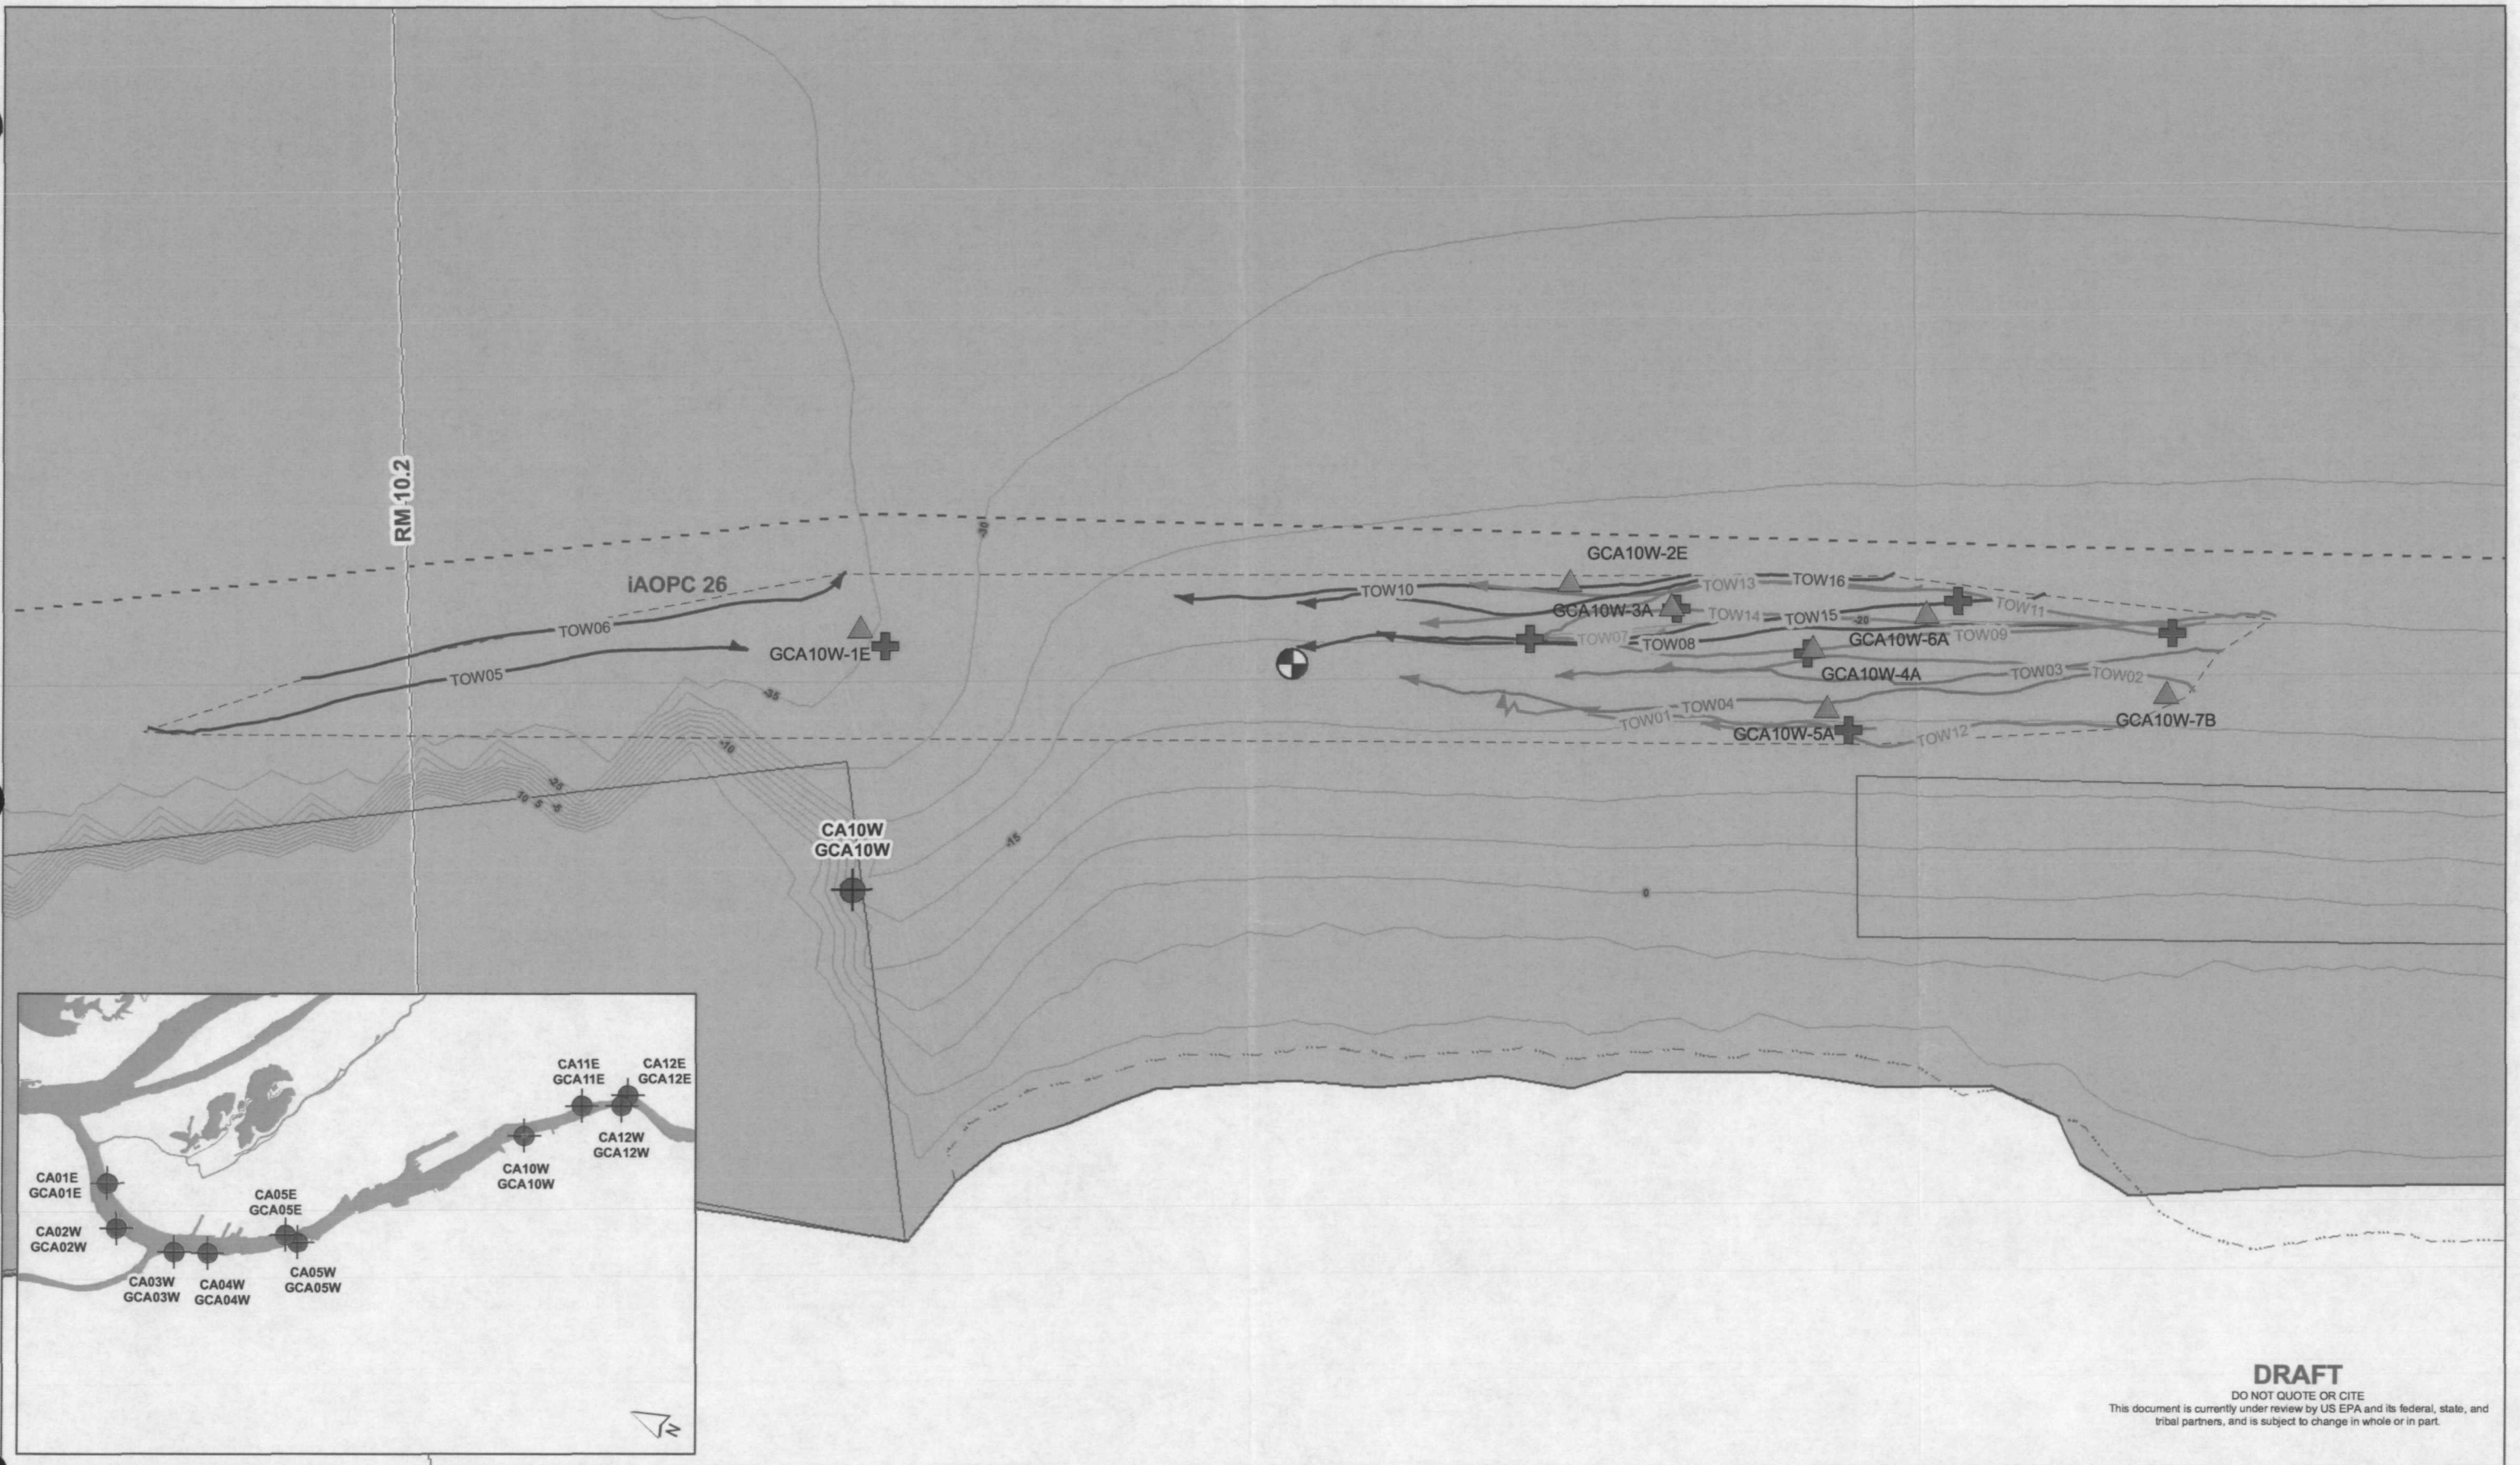 RM 10.2
-30
GCA10W-2E
iAOPC 26
TOW10
TOW13
TOW16
GCA10W-3A
TOW14
TOW15
-20
TOW11
TOW06
TOW07
TOW08
GCA10W-6A
TOW09
GCA10W-1E
TOW05
GCA10W-4A
TOW03
TOW02
-35
TOW04
TOW01
GCA10W-5A
TOW12
GCA10W-7B
-10
-25
10
5
-5
CA10W
GCA10W
-15
0
CA11E
GCA11E
CA12E
GCA12E
CA12W
GCA12W
CA10W
GCA10W
CA01E
GCA01E
CA05E
GCA05E
CA02W
GCA02W
CA03W
GCA03W
CA04W
GCA04W
CA05W
GCA05W
N
DRAFT
DO NOT QUOTE OR CITE
This document is currently under review by US EPA and its federal, state, and
tribal partners, and is subject to change in whole or in part.